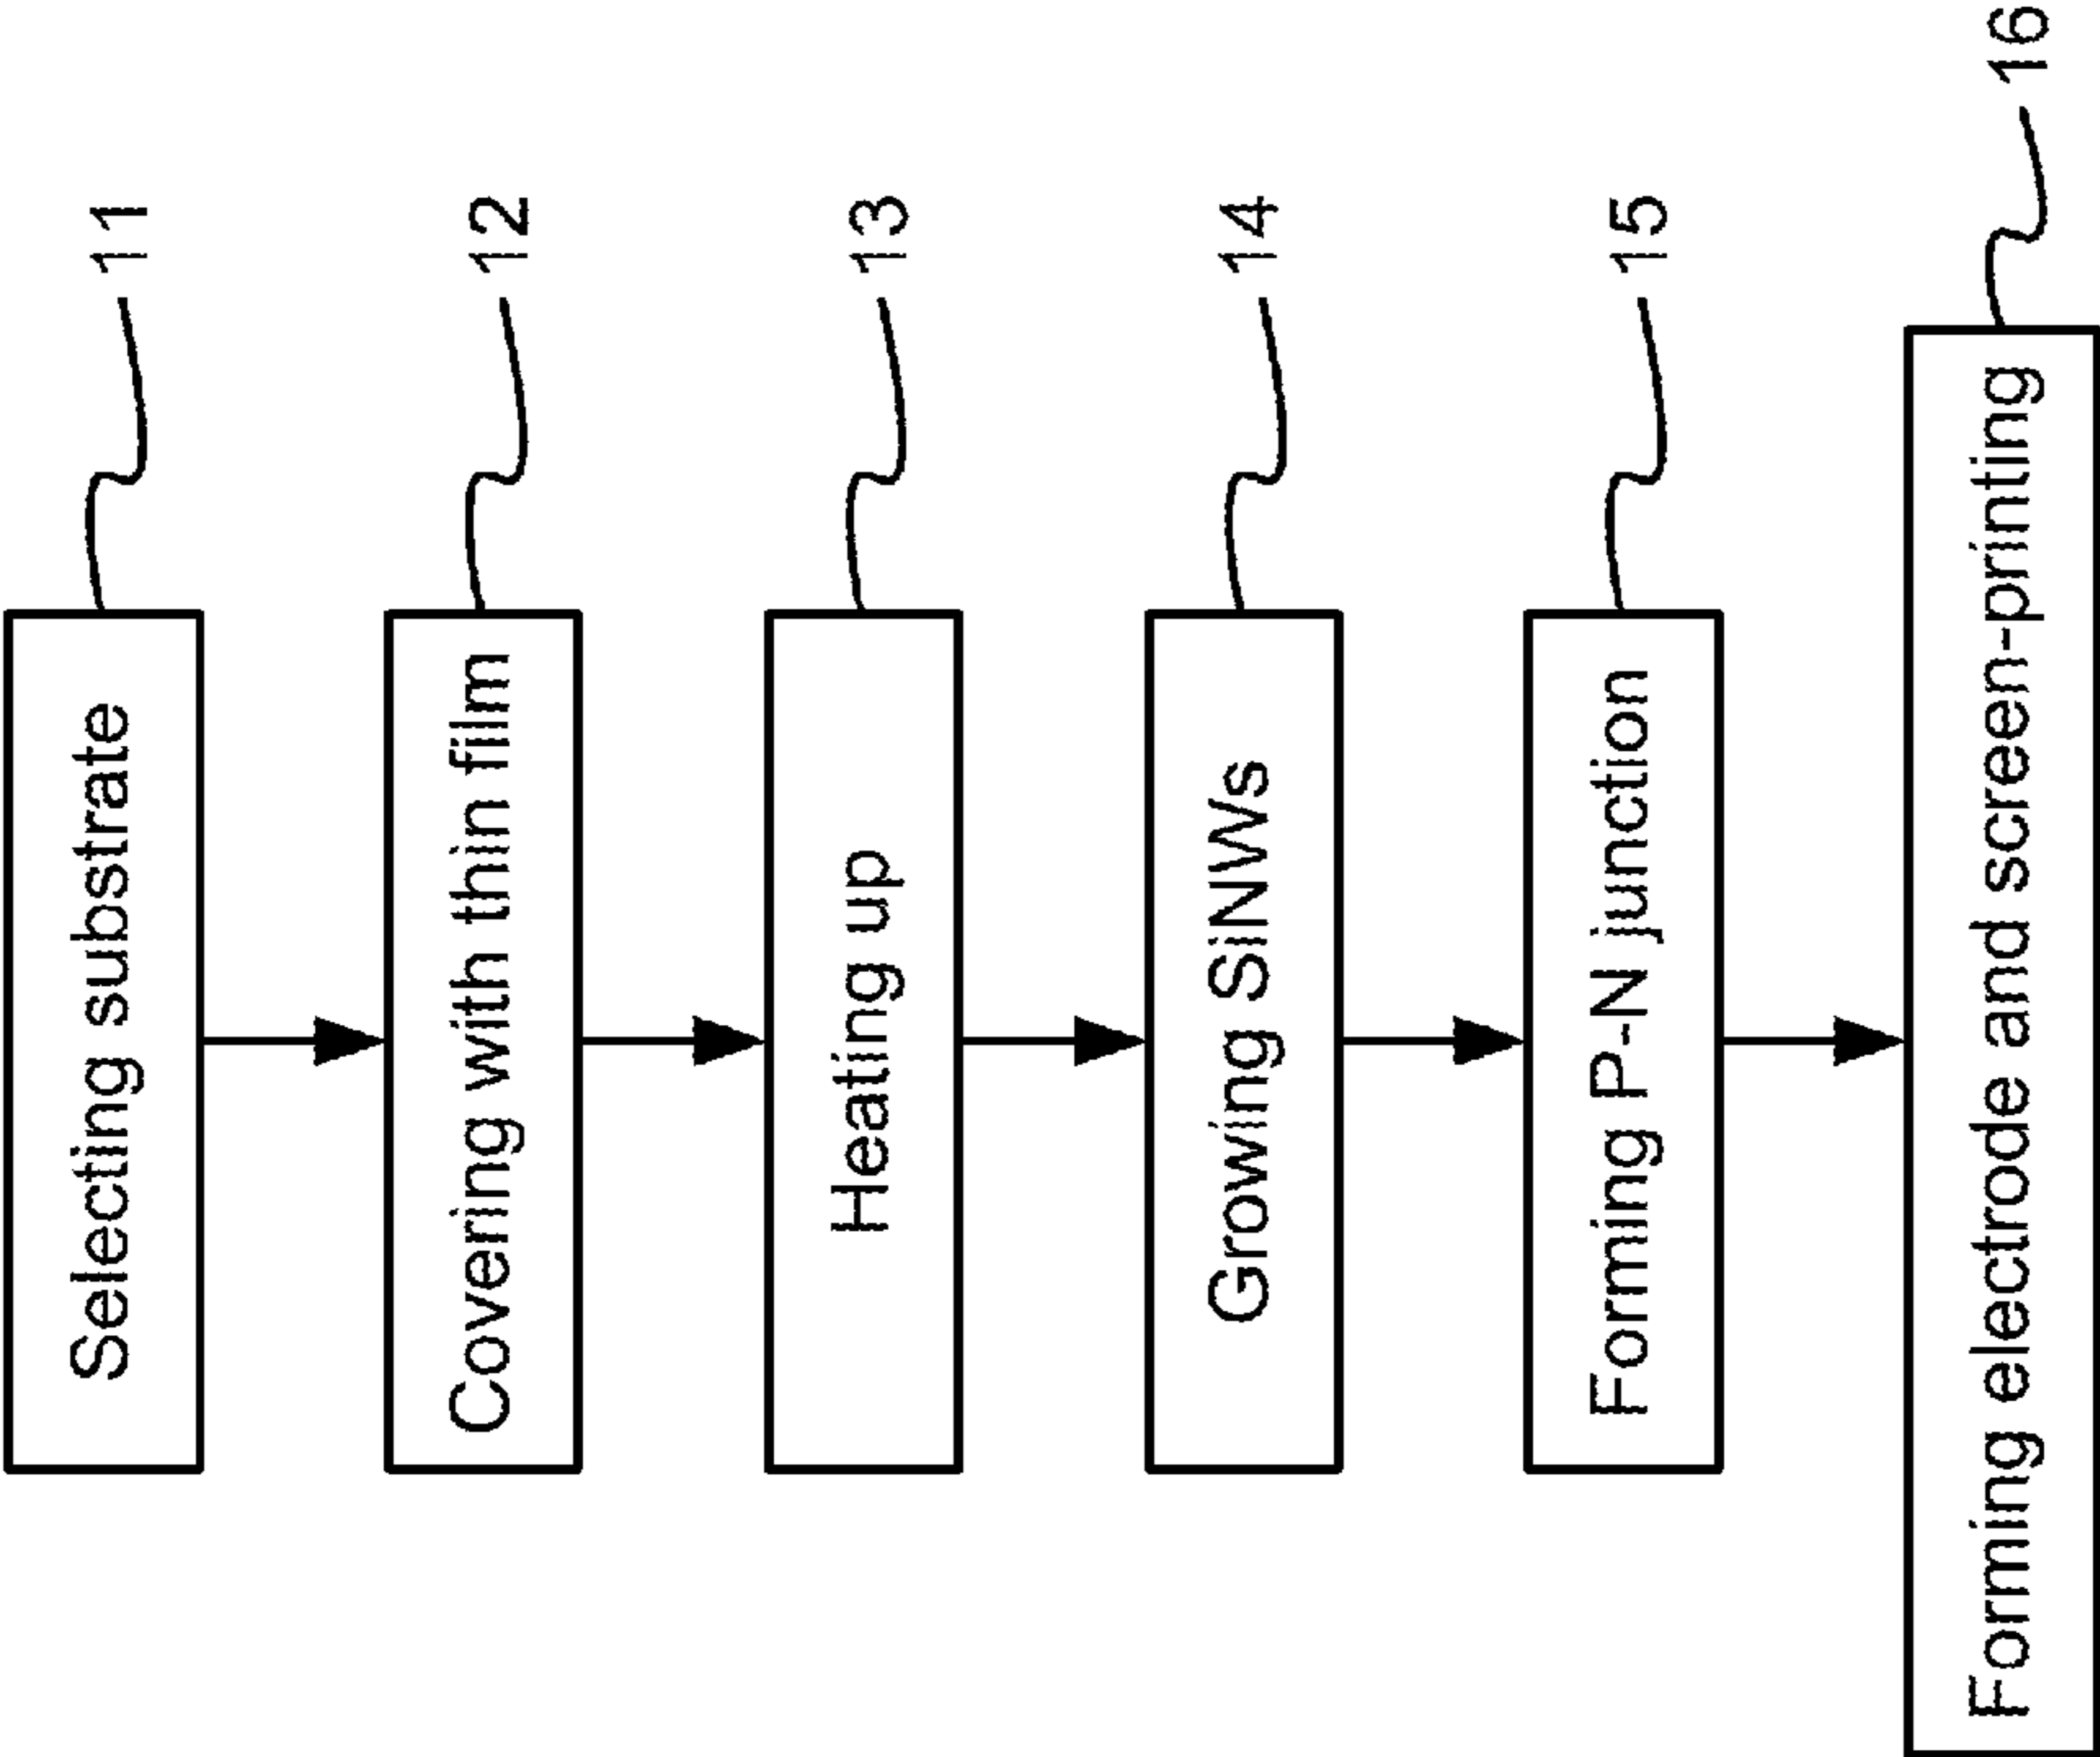 Selecting substrate
11
Covering with thin film
12
Heating up
13
Growing SiNWs
14
Forming P-N junction
15
Forming electrode and screen-printing
16